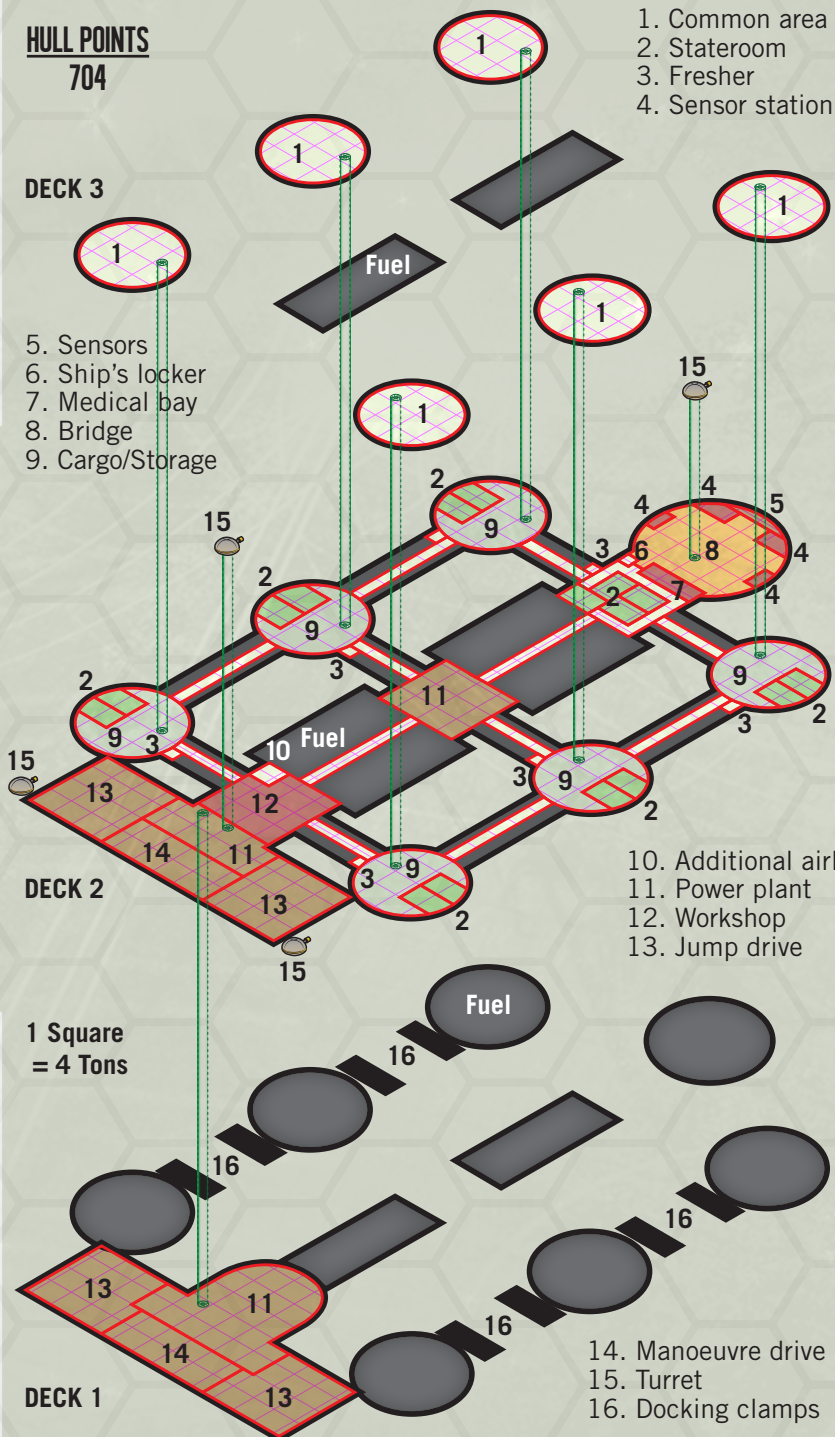 HULL POINTS
704
1. Common area
2. Stateroom
3. Fresher
4. Sensor station
1
1
DECK 3
1
1
Fuel
1
1
5. Sensors
6. Ship's locker
7. Medical bay
8. Bridge
9. Cargo/Storage
15
2
9
4
4
5
15
3
6
8
4
2
9
3
2
7
4
2
9
3
11
9
3
2
15
13
10
Fuel
12
3
9
2
14
11
DECK 2
13
3
9
2
15
10. Additional airl
11. Power plant
12. Workshop
13. Jump drive
1 Square
= 4 Tons
Fuel
16
16
16
13
11
16
14
13
DECK 1
14. Manoeuvre drive
15. Turret
16. Docking clamps